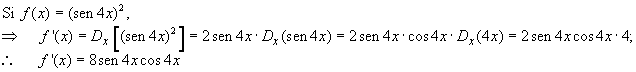 Si f(x) = (sen 4x)²,
⇒ f'(x) = Dₓ[(sen 4x)²] = 2 sen 4x · Dₓ(sen 4x) = 2 sen 4x · cos 4x · Dₓ(4x) = 2 sen 4x cos 4x · 4;
∴ f'(x) = 8 sen 4x cos 4x